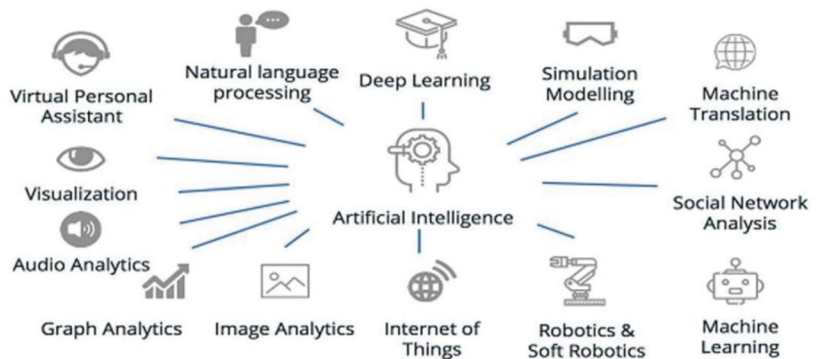 Virtual Personal
Assistant
Natural language
processing
Deep Learning
Simulation
Modelling
Machine
Translation
Visualization
Artificial Intelligence
Social Network
Analysis
Audio Analytics
Graph Analytics
Image Analytics
Internet of
Things
Robotics &
Soft Robotics
Machine
Learning